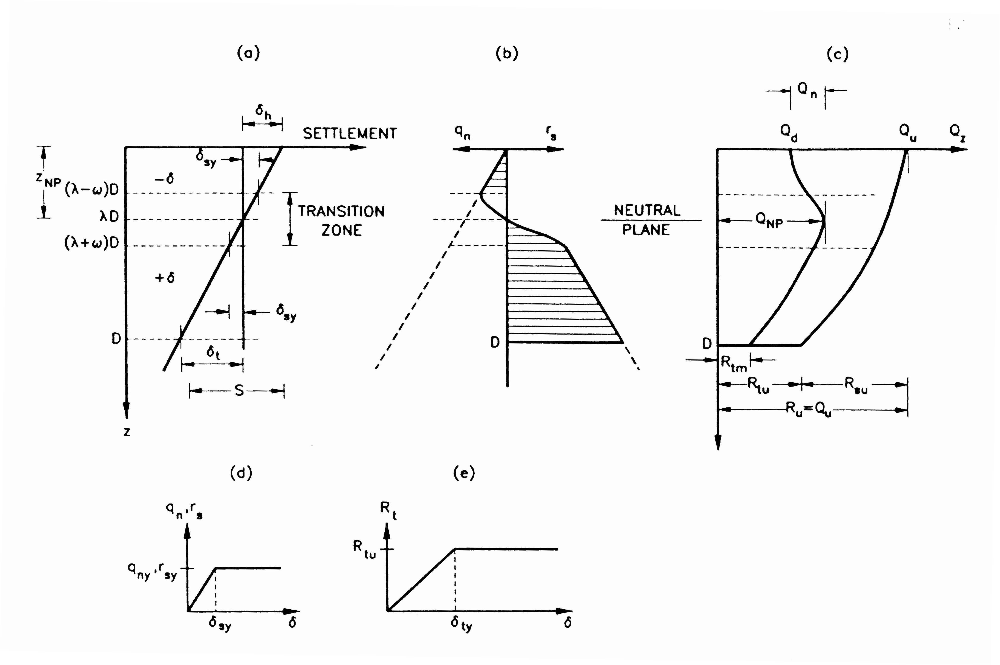 (a)
(b)
(c)
δh
SETTLEMENT
δsy
zNP
−δ
(λ−ω)D
λD
(λ+ω)D
TRANSITION
ZONE
+δ
δsy
D
δt
S
z
qn
rs
D
NEUTRAL
PLANE
Qn
Qd
Qu
Qz
QNP
D
Rtm
Rtu
Rsu
Ru=Qu
(d)
(e)
qn,rs
qny,rsy
δsy
δ
Rt
Rtu
δty
δ